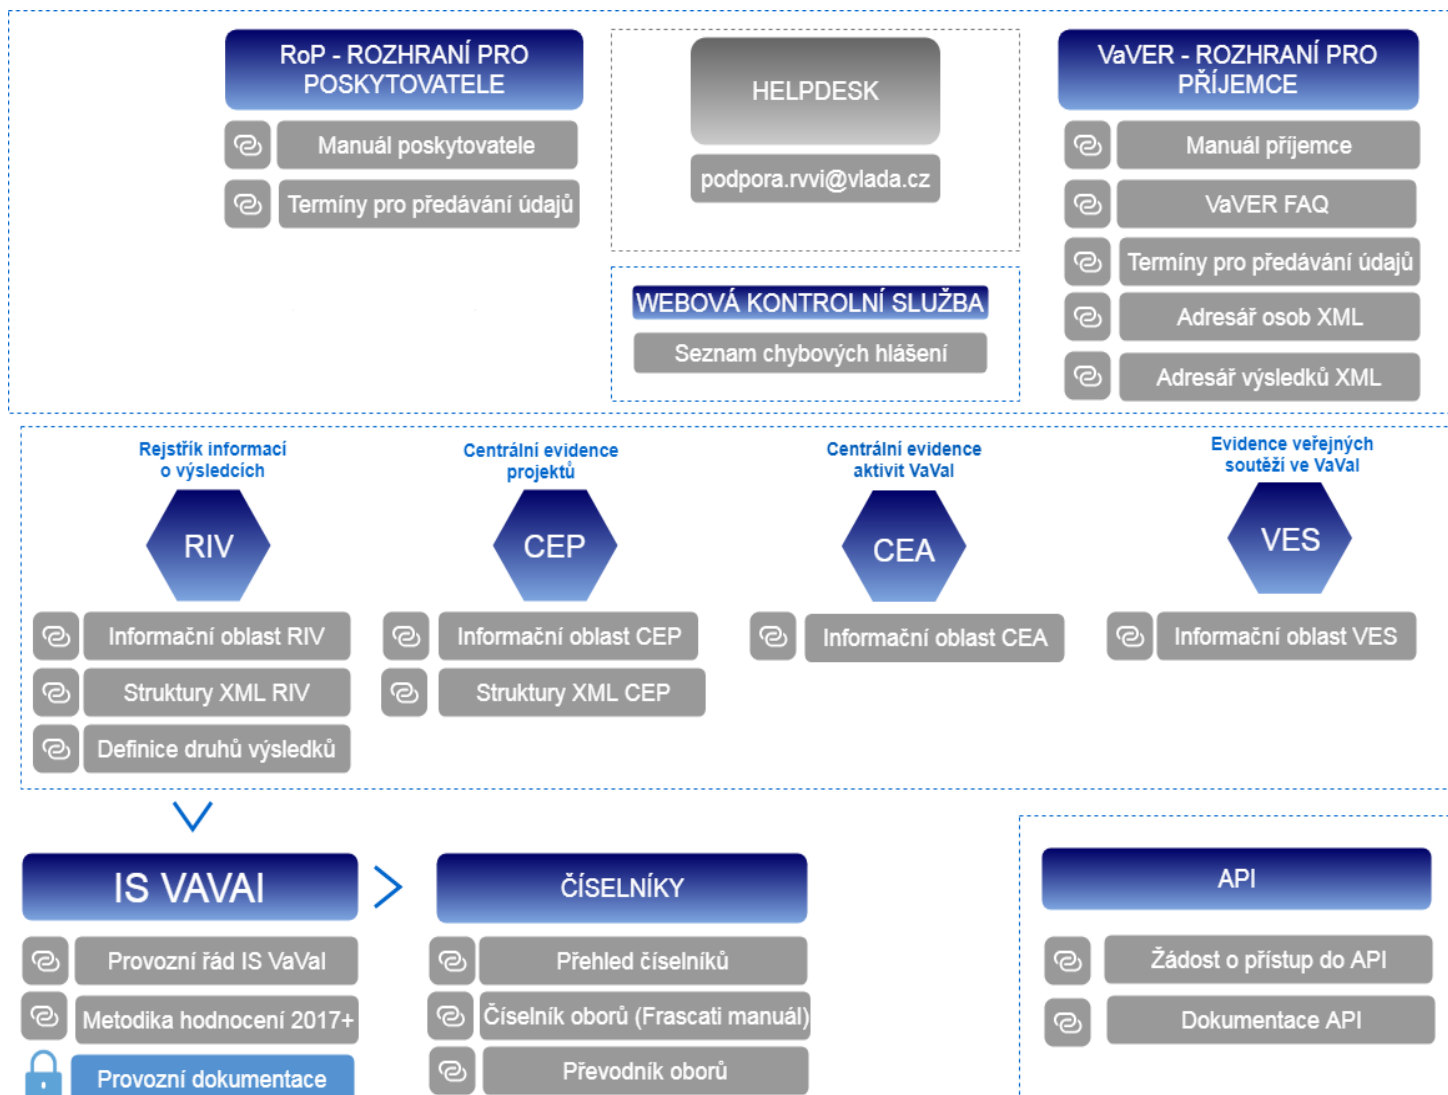 RoP - ROZHRANÍ PRO
POSKYTOVATELE
Manuál poskytovatele
Termíny pro předávání údajů
HELPDESK
podpora.rvvi@vlada.cz
WEBOVÁ KONTROLNÍ SLUŽBA
Seznam chybových hlášení
VaVER - ROZHRANÍ PRO
PŘÍJEMCE
Manuál příjemce
VaVER FAQ
Termíny pro předávání údajů
Adresář osob XML
Adresář výsledků XML
Rejstřík informací
o výsledcích
RIV
Informační oblast RIV
Struktury XML RIV
Definice druhů výsledků
Centrální evidence
projektů
CEP
Informační oblast CEP
Struktury XML CEP
Centrální evidence
aktivit VaVaI
CEA
Informační oblast CEA
Evidence veřejných
soutěží ve VaVaI
VES
Informační oblast VES
IS VAVAI
Provozní řád IS VaVaI
Metodika hodnocení 2017+
Provozní dokumentace
ČÍSELNÍKY
Přehled číselníků
Číselník oborů (Frascati manuál)
Převodník oborů
API
Žádost o přístup do API
Dokumentace API